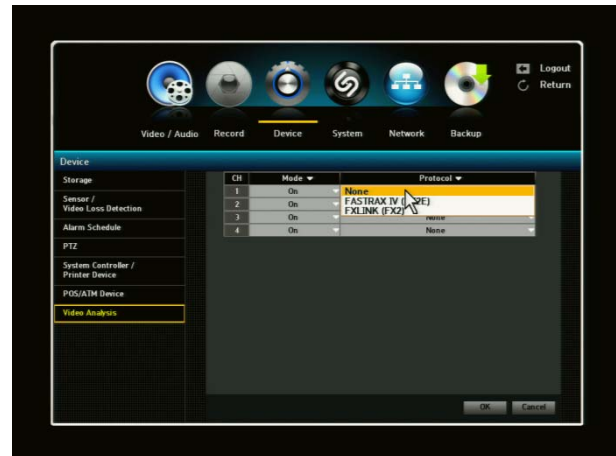 Logout
Return
Video / Audio Record Device System Network Backup
Device
Storage
Sensor /
Video Loss Detection
Alarm Schedule
PTZ
System Controller /
Printer Device
POS/ATM Device
Video Analysis
CH Mode Protocol
1 On None
2 On FASTRAX IV ( 2E)
FXLINK (FX2)
3 On None
4 On None
OK Cancel